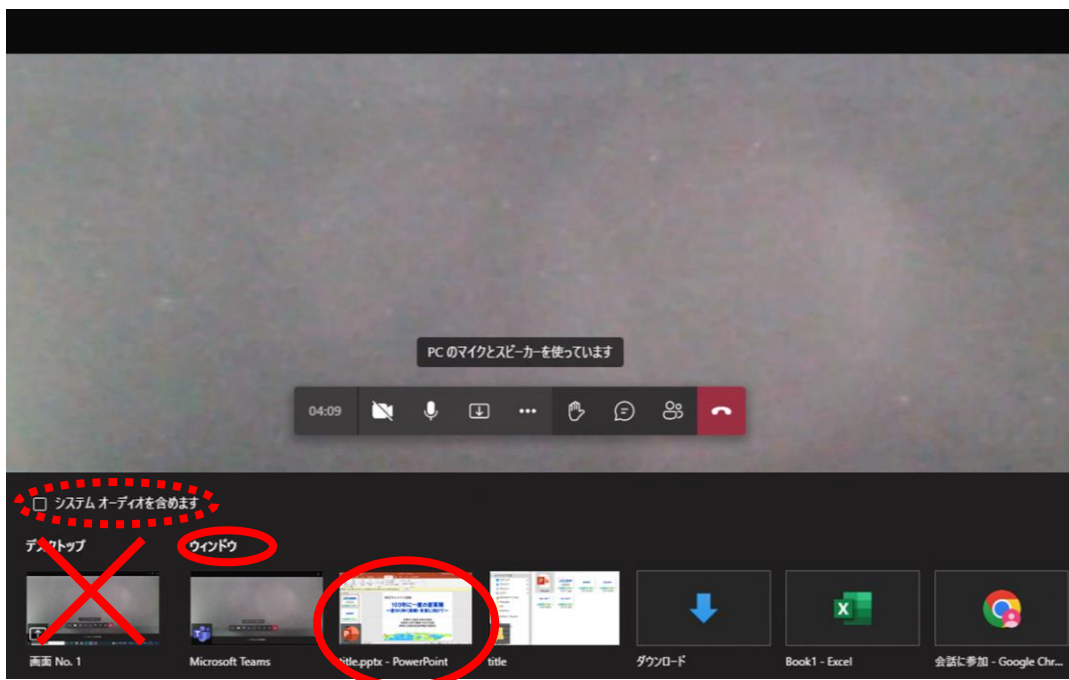 PC のマイクとスピーカーを使っています
04:09
システム オーディオを含めます
デスクトップ
ウィンドウ
画面 No. 1
Microsoft Teams
title.pptx - PowerPoint
title
ダウンロード
Book1 - Excel
会話に参加 - Google Chr...